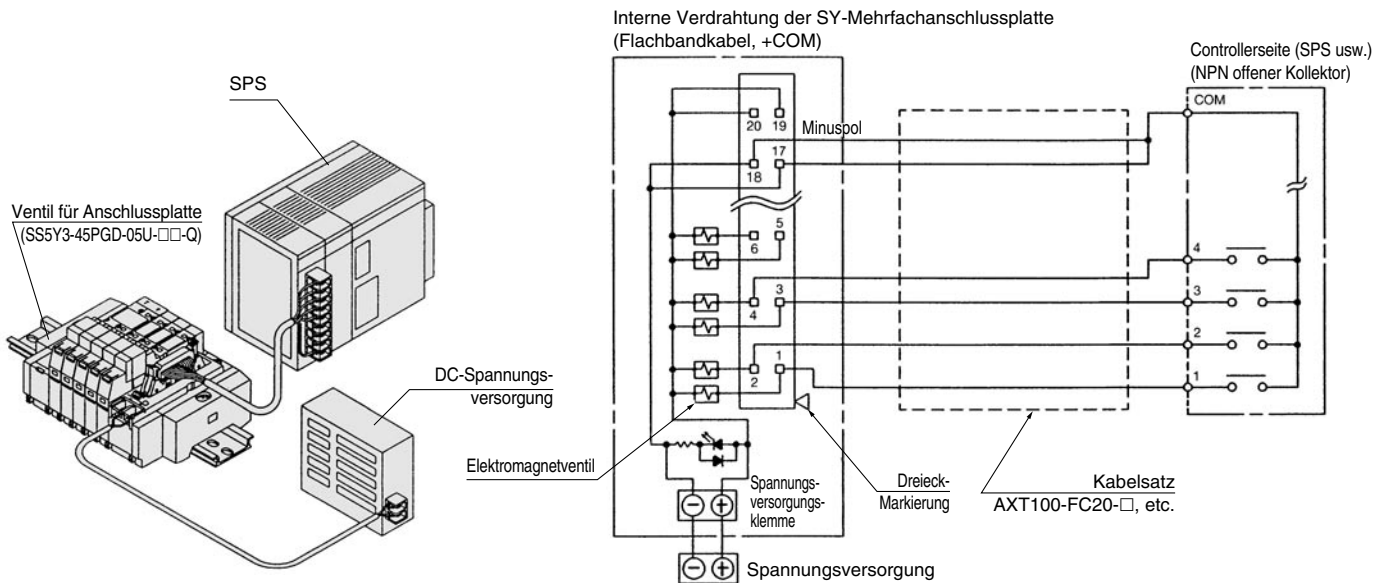 SPS
Ventil für Anschlussplatte
(SS5Y3-45PGD-05U-□□-Q)
DC-Spannungs-
versorgung
Interne Verdrahtung der SY-Mehrfachanschlussplatte
(Flachbandkabel, +COM)
Controllerseite (SPS usw.)
(NPN offener Kollektor)
COM
20 19
Minuspol
17
18
5
6
4
3
4
3
2
1
2
1
Elektromagnetventil
Spannungs-
versorgungs-
klemme
Dreieck-
Markierung
Kabelsatz
AXT100-FC20-□, etc.
− +
− + Spannungsversorgung